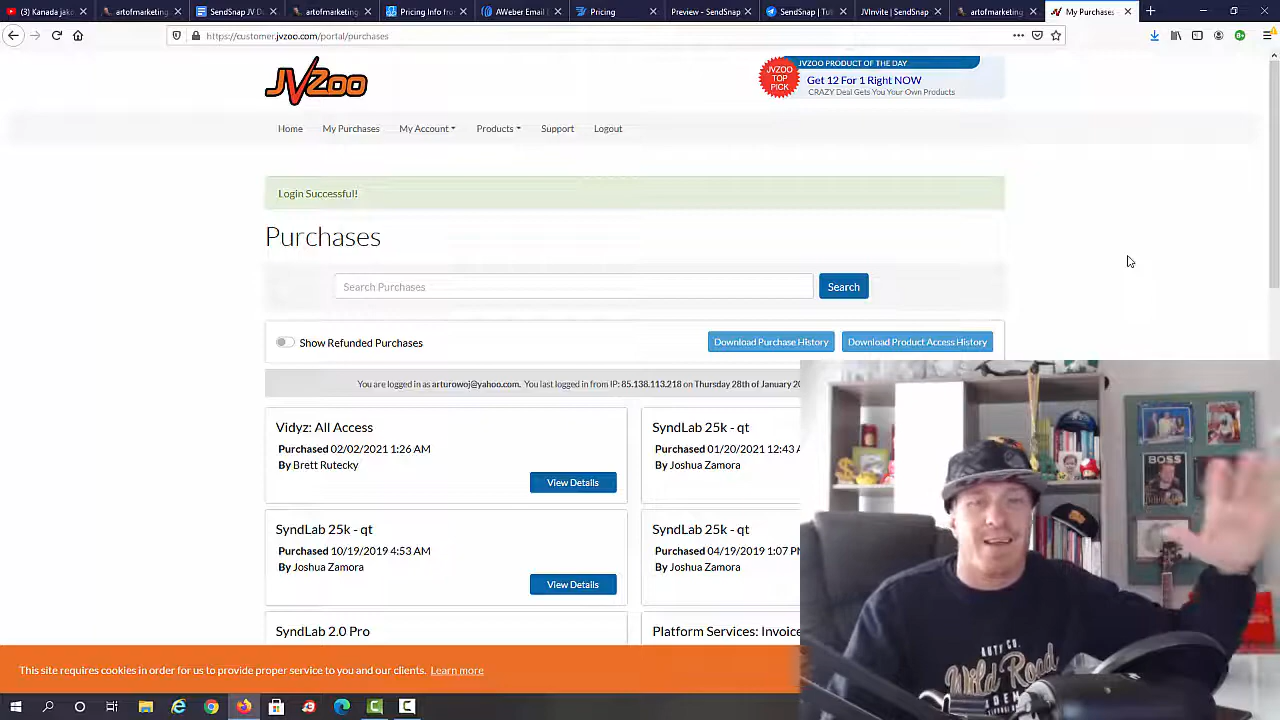 (3) Kanada jako
artofmarketing
SendSnap JV Do
artofmarketing
Pricing Info from
AWeber Email
Pricing
Preview - SendSnap
SendSnap | Tut
JVInvite | SendSnap
artofmarketing
My Purchases
https://customer.jvzoo.com/portal/purchases
JVZoo
JVZOO TOP PICK
JVZOO PRODUCT OF THE DAY
Get 12 For 1 Right NOW
CRAZY Deal Gets You Your Own Products
Home
My Purchases
My Account
Products
Support
Logout
Login Successful!
Purchases
Search Purchases
Search
Show Refunded Purchases
Download Purchase History
Download Product Access History
You are logged in as arturowoj@yahoo.com. You last logged in from IP: 85.138.113.218 on Thursday 28th of January 20
Vidyz: All Access
Purchased 02/02/2021 1:26 AM
By Brett Rutecky
View Details
SyndLab 25k - qt
Purchased 01/20/2021 12:43 A
By Joshua Zamora
SyndLab 25k - qt
Purchased 10/19/2019 4:53 AM
By Joshua Zamora
View Details
SyndLab 25k - qt
Purchased 04/19/2019 1:07 P
By Joshua Zamora
SyndLab 2.0 Pro
Platform Services: Invoice
This site requires cookies in order for us to provide proper service to you and our clients. Learn more
BOSS
AUTH CO.
Wild Road